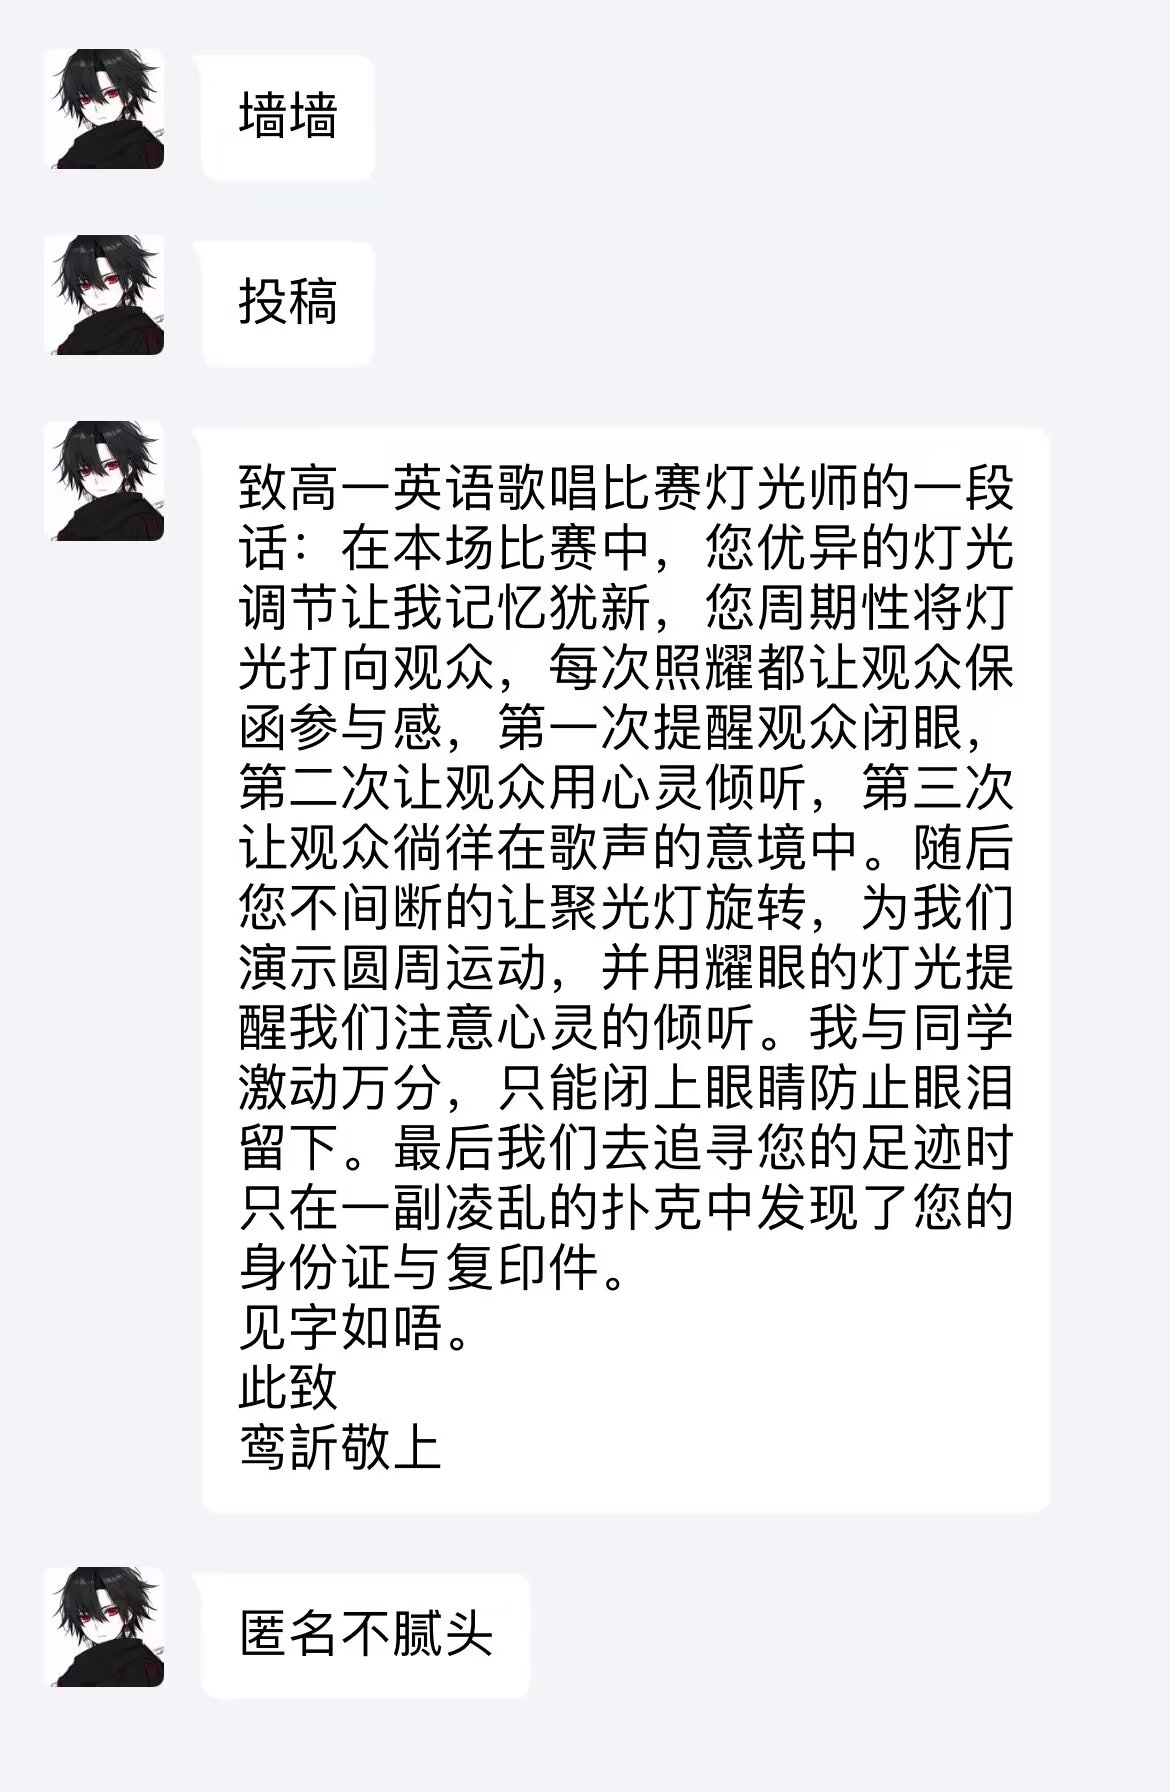 墙墙
投稿
致高一英语歌唱比赛灯光师的一段
话：在本场比赛中，您优异的灯光
调节让我记忆犹新，您周期性将灯
光打向观众，每次照耀都让观众保
函参与感，第一次提醒观众闭眼，
第二次让观众用心灵倾听，第三次
让观众徜徉在歌声的意境中。随后
您不间断的让聚光灯旋转，为我们
演示圆周运动，并用耀眼的灯光提
醒我们注意心灵的倾听。我与同学
激动万分，只能闭上眼睛防止眼泪
留下。最后我们去追寻您的足迹时
只在一副凌乱的扑克中发现了您的
身份证与复印件。
见字如唔。
此致
鸾訢敬上
匿名不腻头